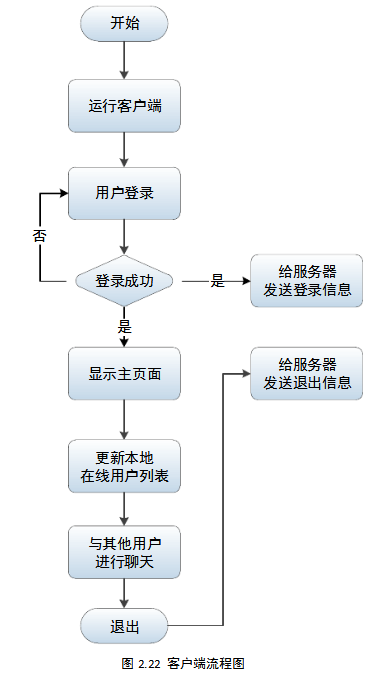 开始
运行客户端
用户登录
否
登录成功
是
给服务器
发送登录信息
是
显示主页面
给服务器
发送退出信息
更新本地
在线用户列表
与其他用户
进行聊天
退出
图 2.22 客户端流程图